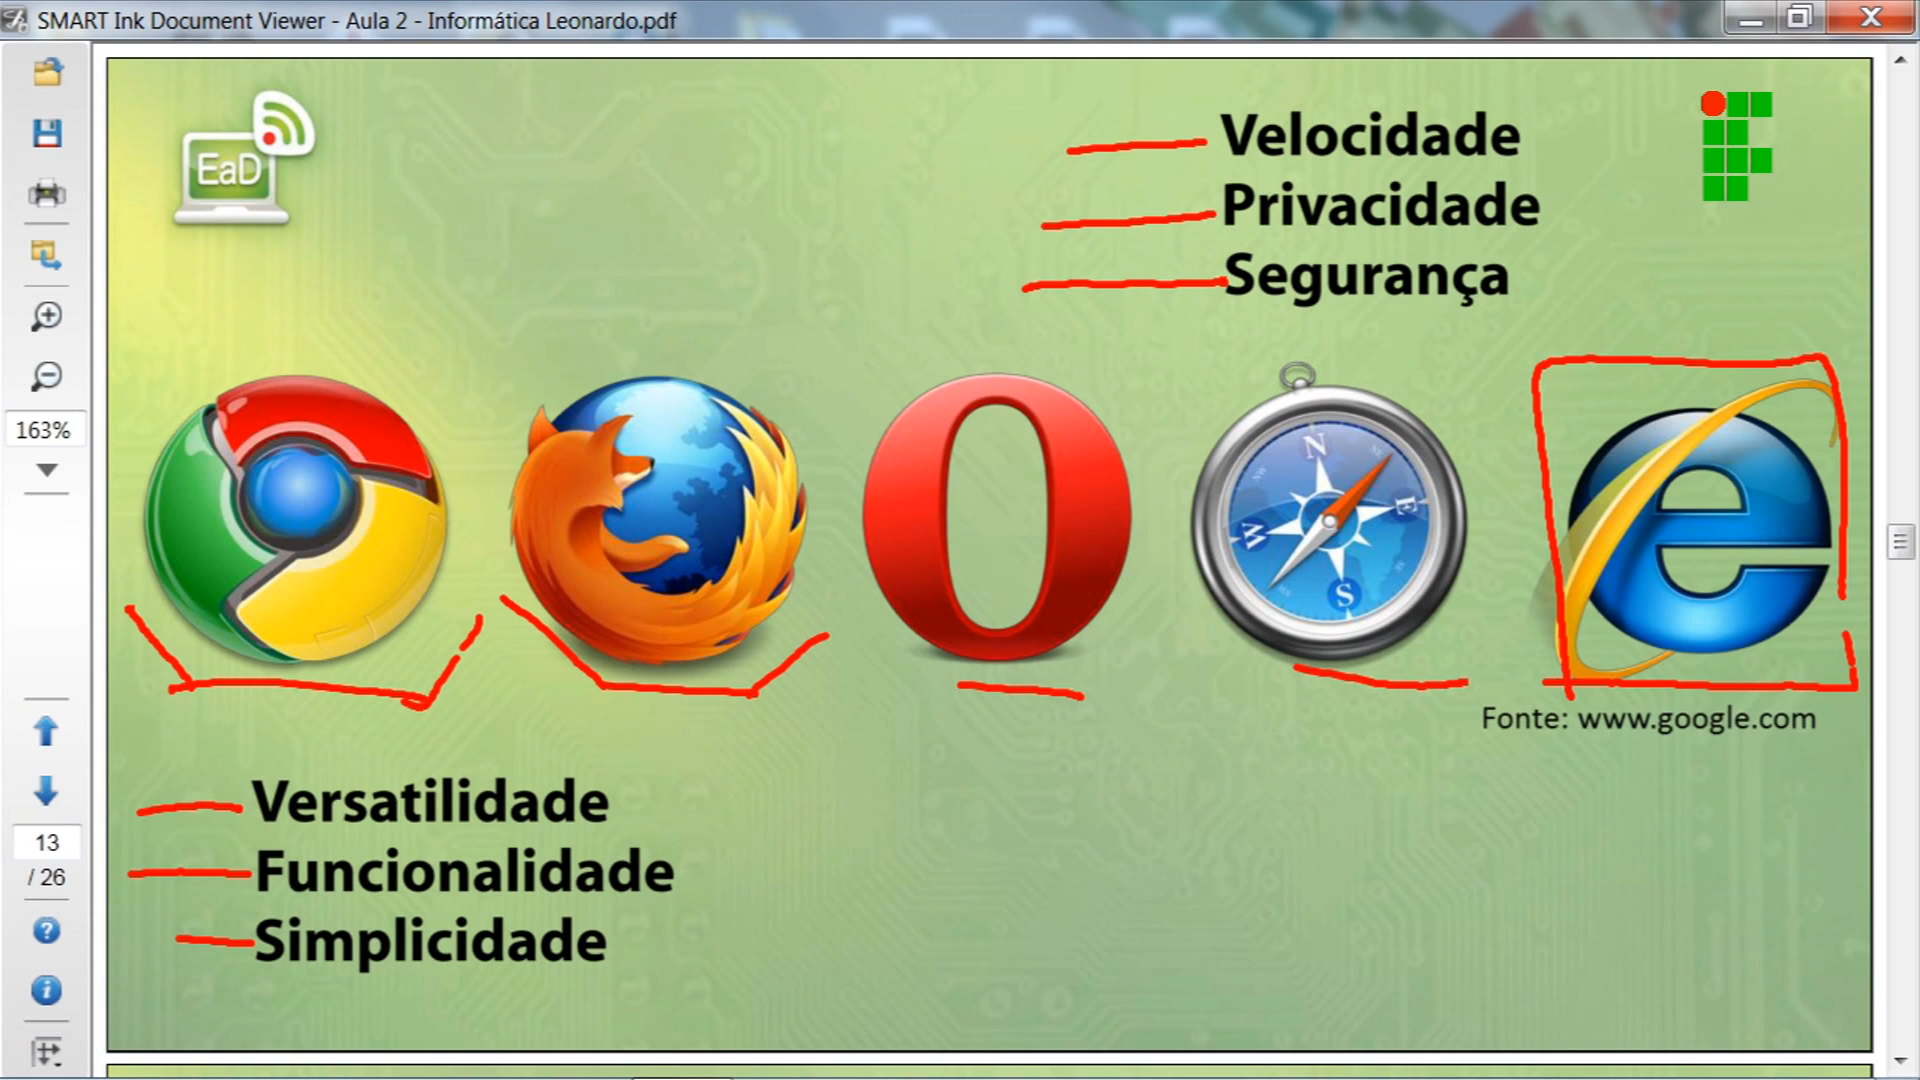 SMART Ink Document Viewer - Aula 2 - Informática Leonardo.pdf
EaD
Velocidade
Privacidade
Segurança
163%
N
E
S
W
Fonte: www.google.com
Versatilidade
Funcionalidade
Simplicidade
13
/ 26